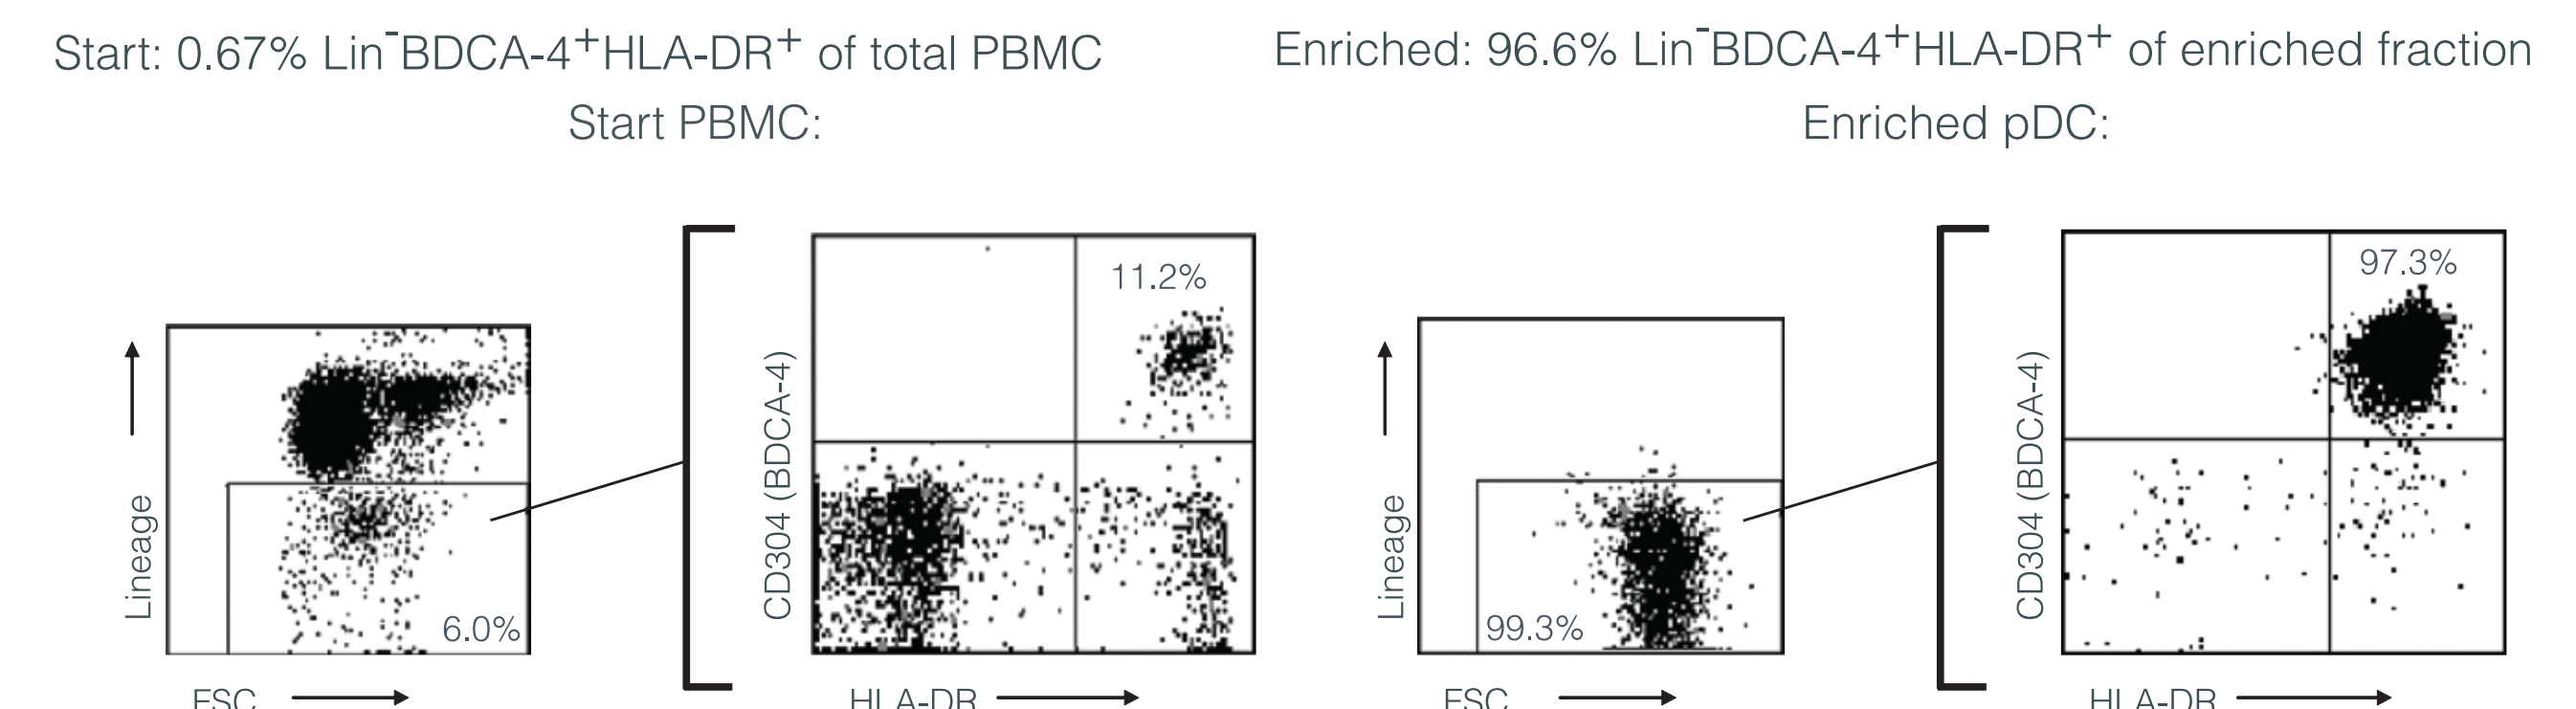 Start: 0.67% Lin⁻BDCA-4⁺HLA-DR⁺ of total PBMC
Start PBMC:
Lineage
6.0%
FSC
CD304 (BDCA-4)
11.2%
HLA-DR
Enriched: 96.6% Lin⁻BDCA-4⁺HLA-DR⁺ of enriched fraction
Enriched pDC:
Lineage
99.3%
FSC
CD304 (BDCA-4)
97.3%
HLA-DR